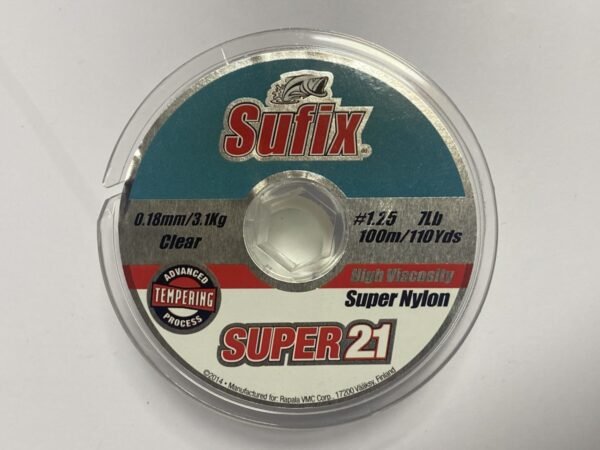 Sufix
0.18mm/3.1Kg
Clear
#1.25 7Lb
100m/110Yds
High Viscosity
Super Nylon
ADVANCED
TEMPERING
PROCESS
SUPER 21
©2014 • Manufactured for: Rapala VMC Corp., 17200 Vääksy, Finland